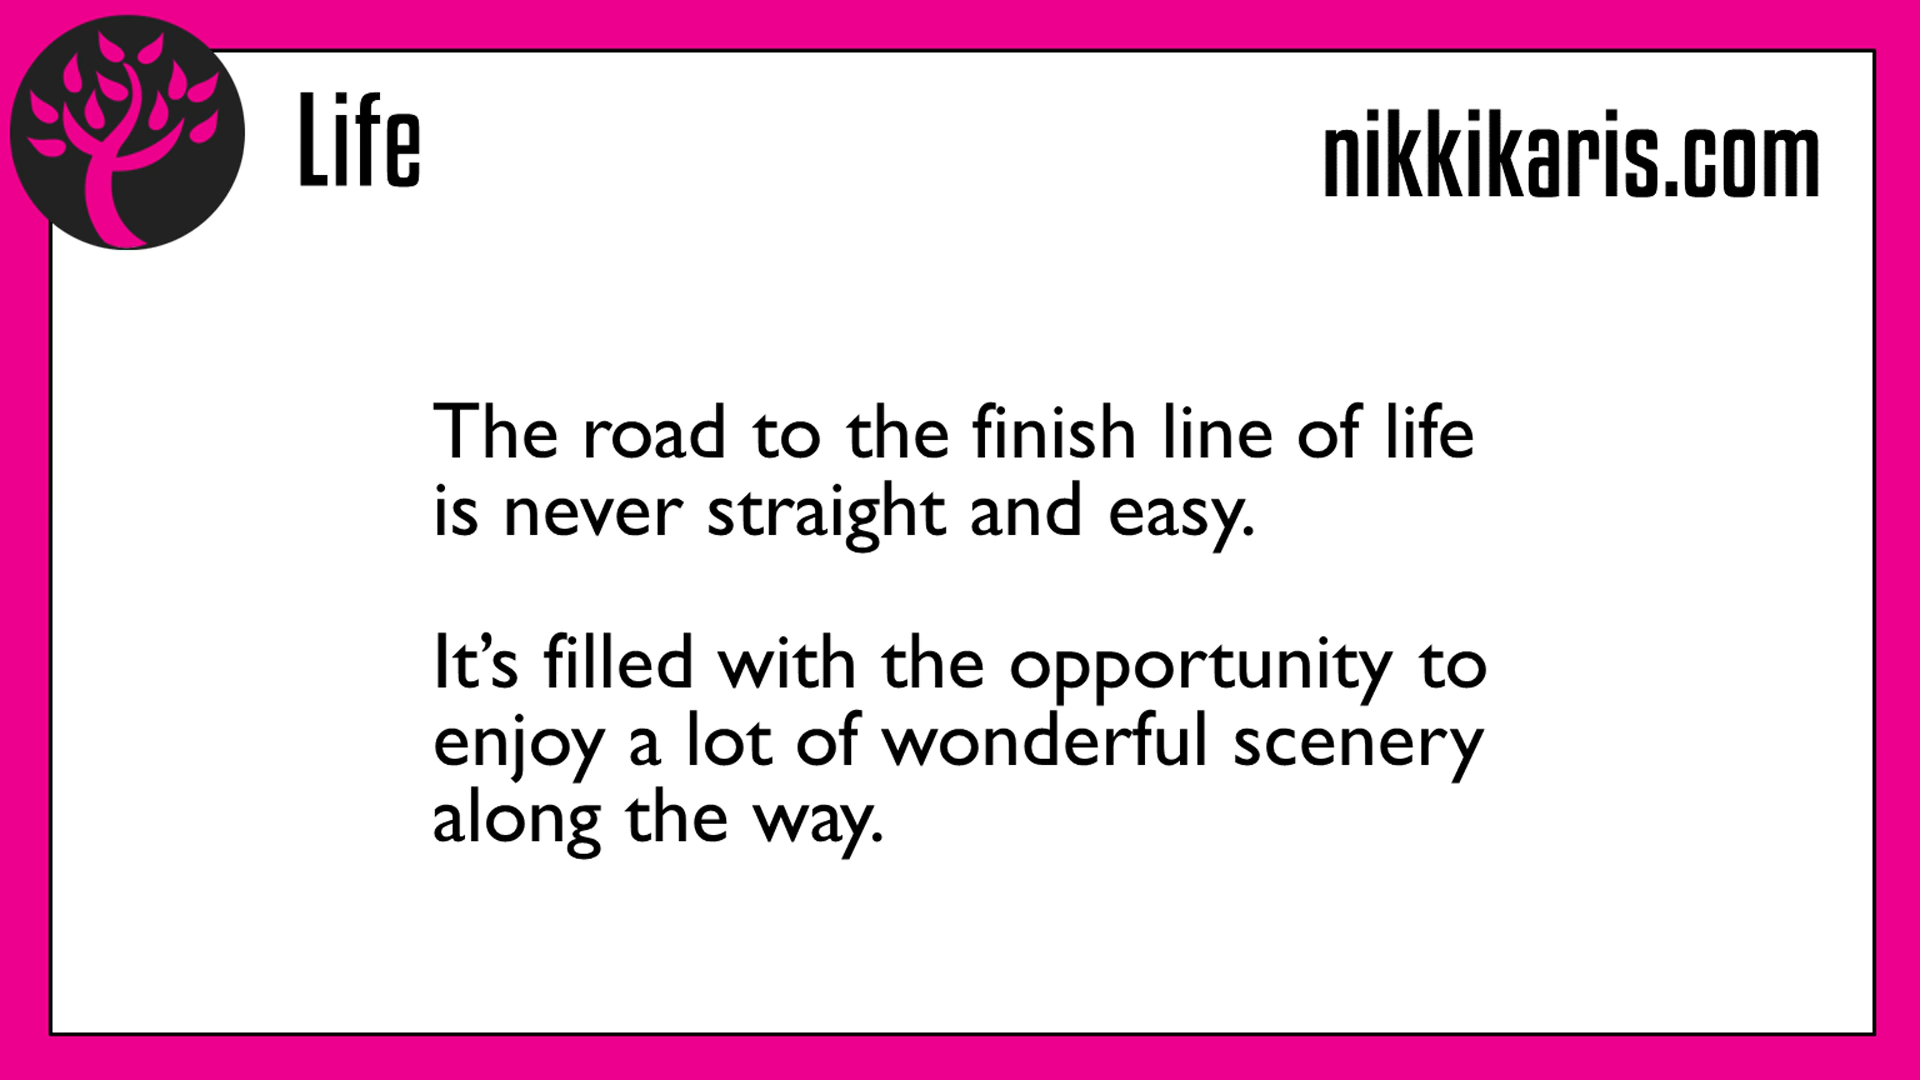 Life
nikkikaris.com
The road to the finish line of life
is never straight and easy.
It’s filled with the opportunity to
enjoy a lot of wonderful scenery
along the way.